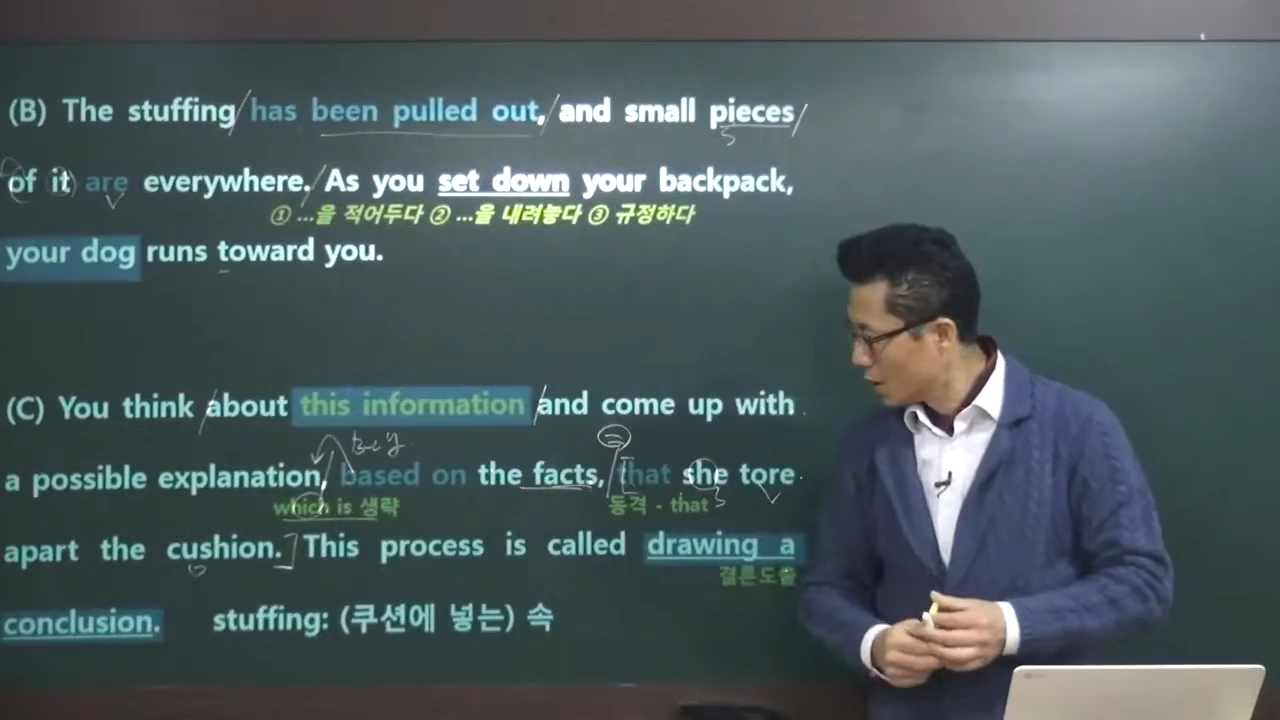 (B) The stuffing has been pulled out, and small pieces
of it are everywhere. As you set down your backpack,
① ...을 적어두다 ② ...을 내려놓다 ③ 규정하다
your dog runs toward you.
(C) You think about this information and come up with
a possible explanation, based on the facts, that she tore
which is 생략 동격 - that
apart the cushion. This process is called drawing a
결론도출
conclusion. stuffing: (쿠션에 넣는) 속